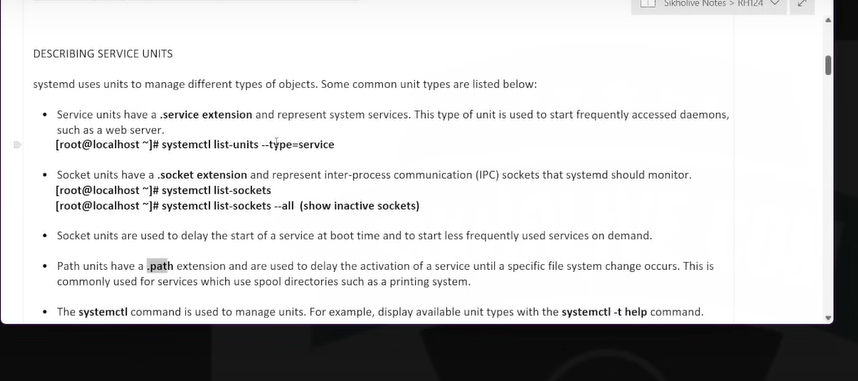 Sikholive Notes > RH124
DESCRIBING SERVICE UNITS
systemd uses units to manage different types of objects. Some common unit types are listed below:
• Service units have a .service extension and represent system services. This type of unit is used to start frequently accessed daemons,
such as a web server.
[root@localhost ~]# systemctl list-units --type=service
• Socket units have a .socket extension and represent inter-process communication (IPC) sockets that systemd should monitor.
[root@localhost ~]# systemctl list-sockets
[root@localhost ~]# systemctl list-sockets --all (show inactive sockets)
• Socket units are used to delay the start of a service at boot time and to start less frequently used services on demand.
• Path units have a .path extension and are used to delay the activation of a service until a specific file system change occurs. This is
commonly used for services which use spool directories such as a printing system.
• The systemctl command is used to manage units. For example, display available unit types with the systemctl -t help command.